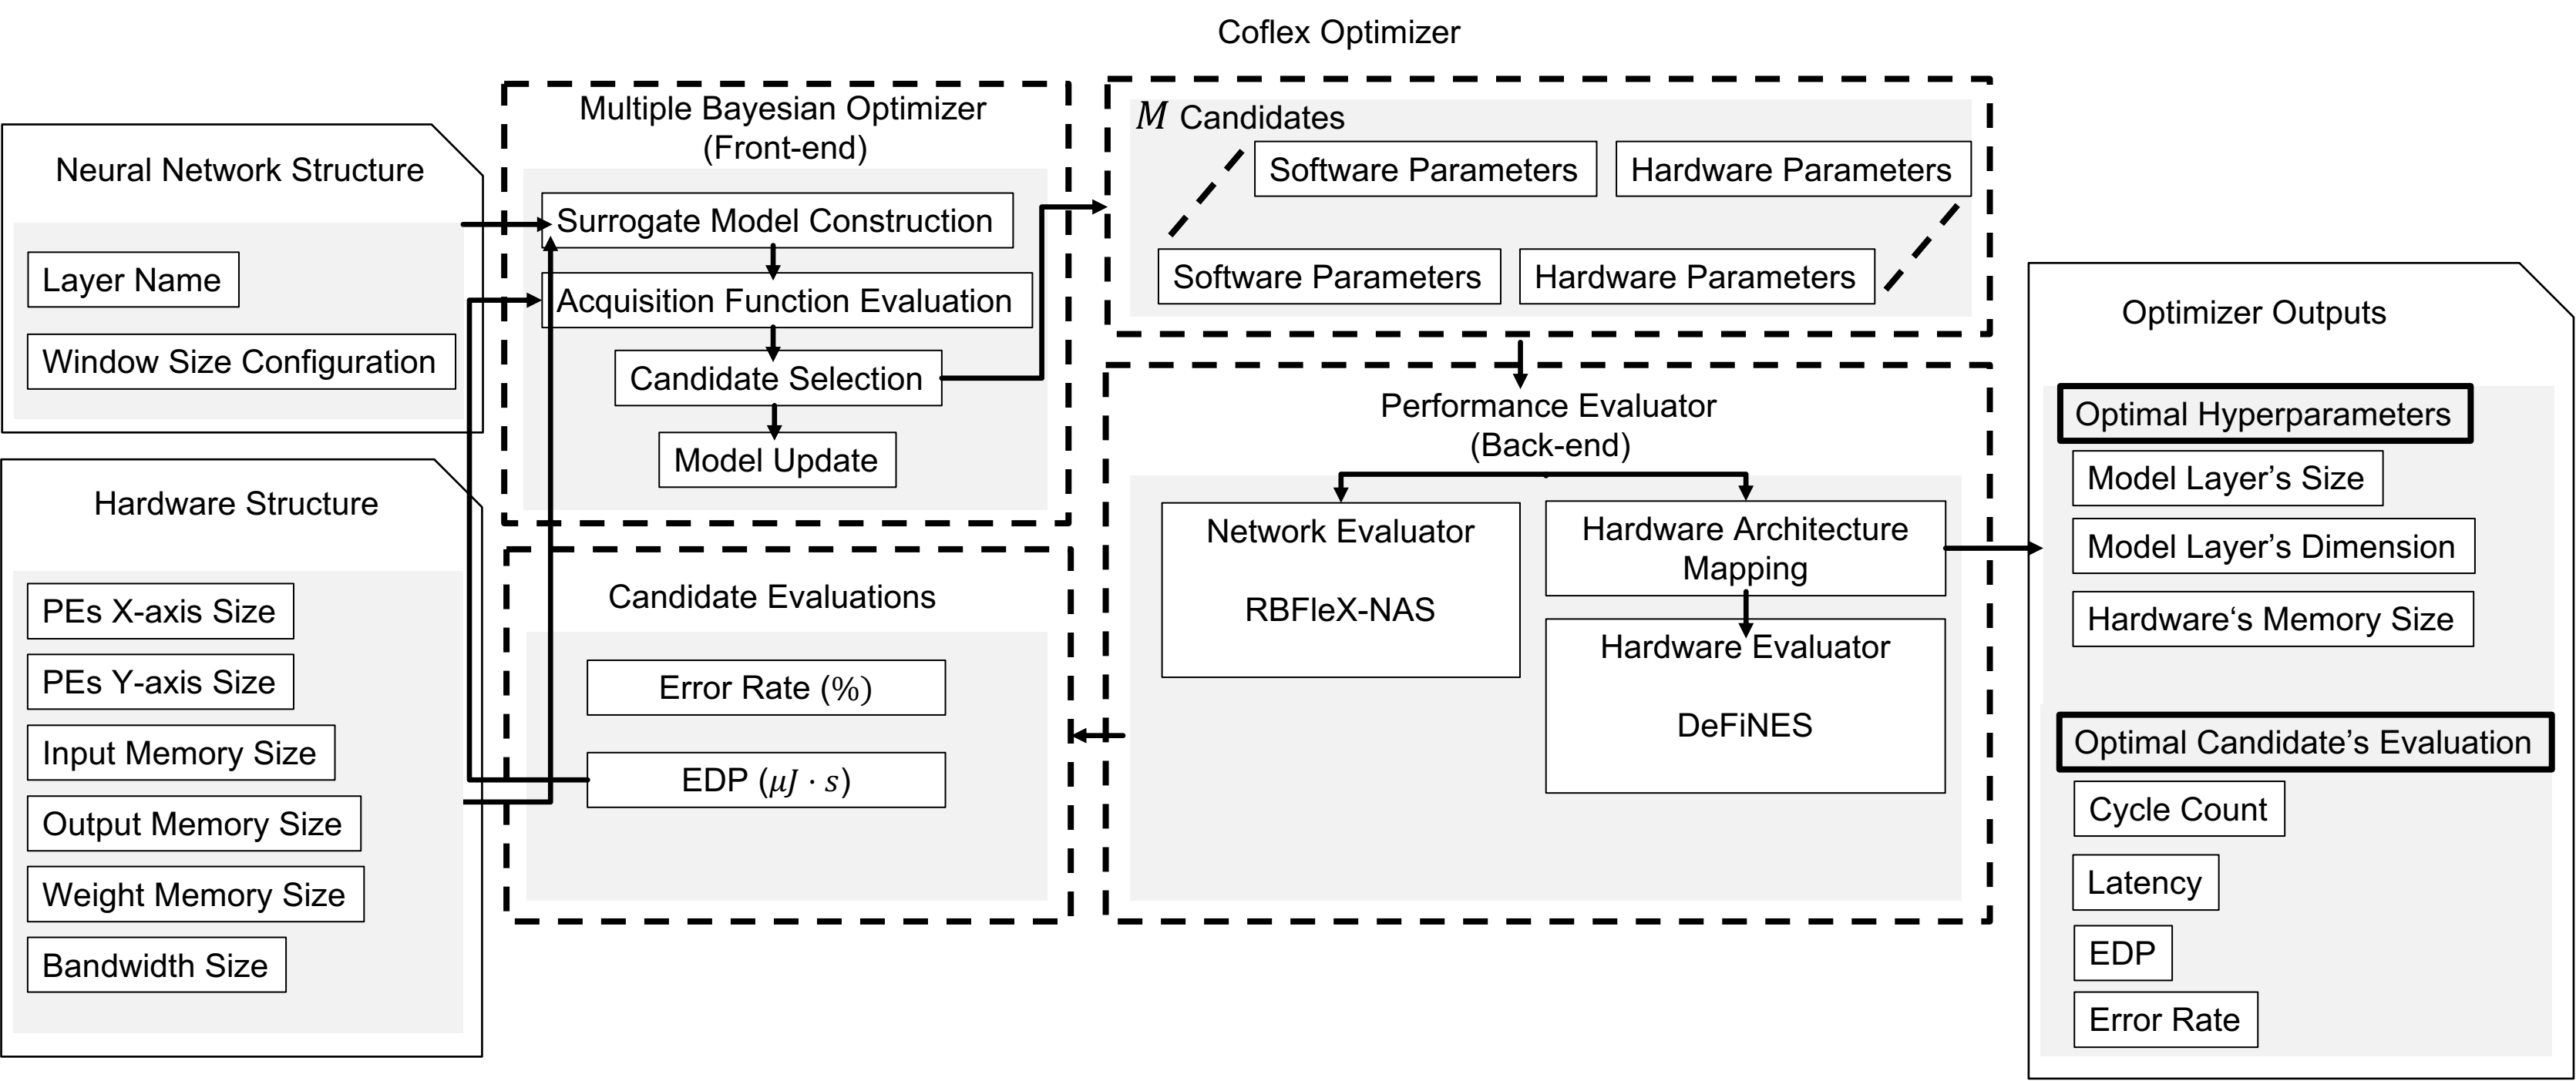 Coflex Optimizer
Neural Network Structure
Layer Name
Window Size Configuration
Hardware Structure
PEs X-axis Size
PEs Y-axis Size
Input Memory Size
Output Memory Size
Weight Memory Size
Bandwidth Size
Multiple Bayesian Optimizer
(Front-end)
Surrogate Model Construction
Acquisition Function Evaluation
Candidate Selection
Model Update
Candidate Evaluations
Error Rate (%)
EDP (μJ · s)
M Candidates
Software Parameters
Hardware Parameters
Software Parameters
Hardware Parameters
Performance Evaluator
(Back-end)
Network Evaluator
RBFleX-NAS
Hardware Architecture
Mapping
Hardware Evaluator
DeFiNES
Optimizer Outputs
Optimal Hyperparameters
Model Layer’s Size
Model Layer’s Dimension
Hardware‘s Memory Size
Optimal Candidate’s Evaluation
Cycle Count
Latency
EDP
Error Rate